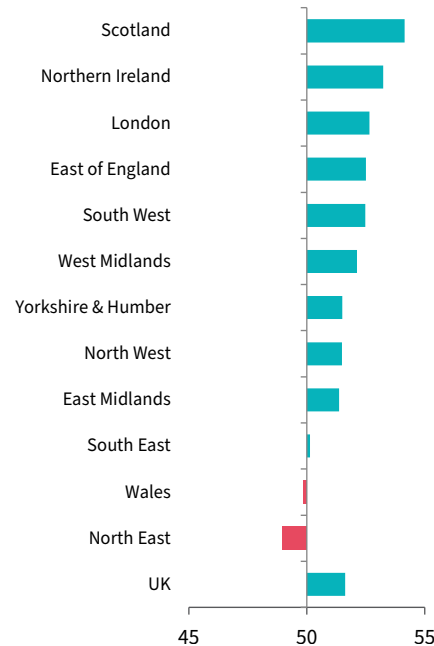 Scotland
Northern Ireland
London
East of England
South West
West Midlands
Yorkshire & Humber
North West
East Midlands
South East
Wales
North East
UK
45 50 55